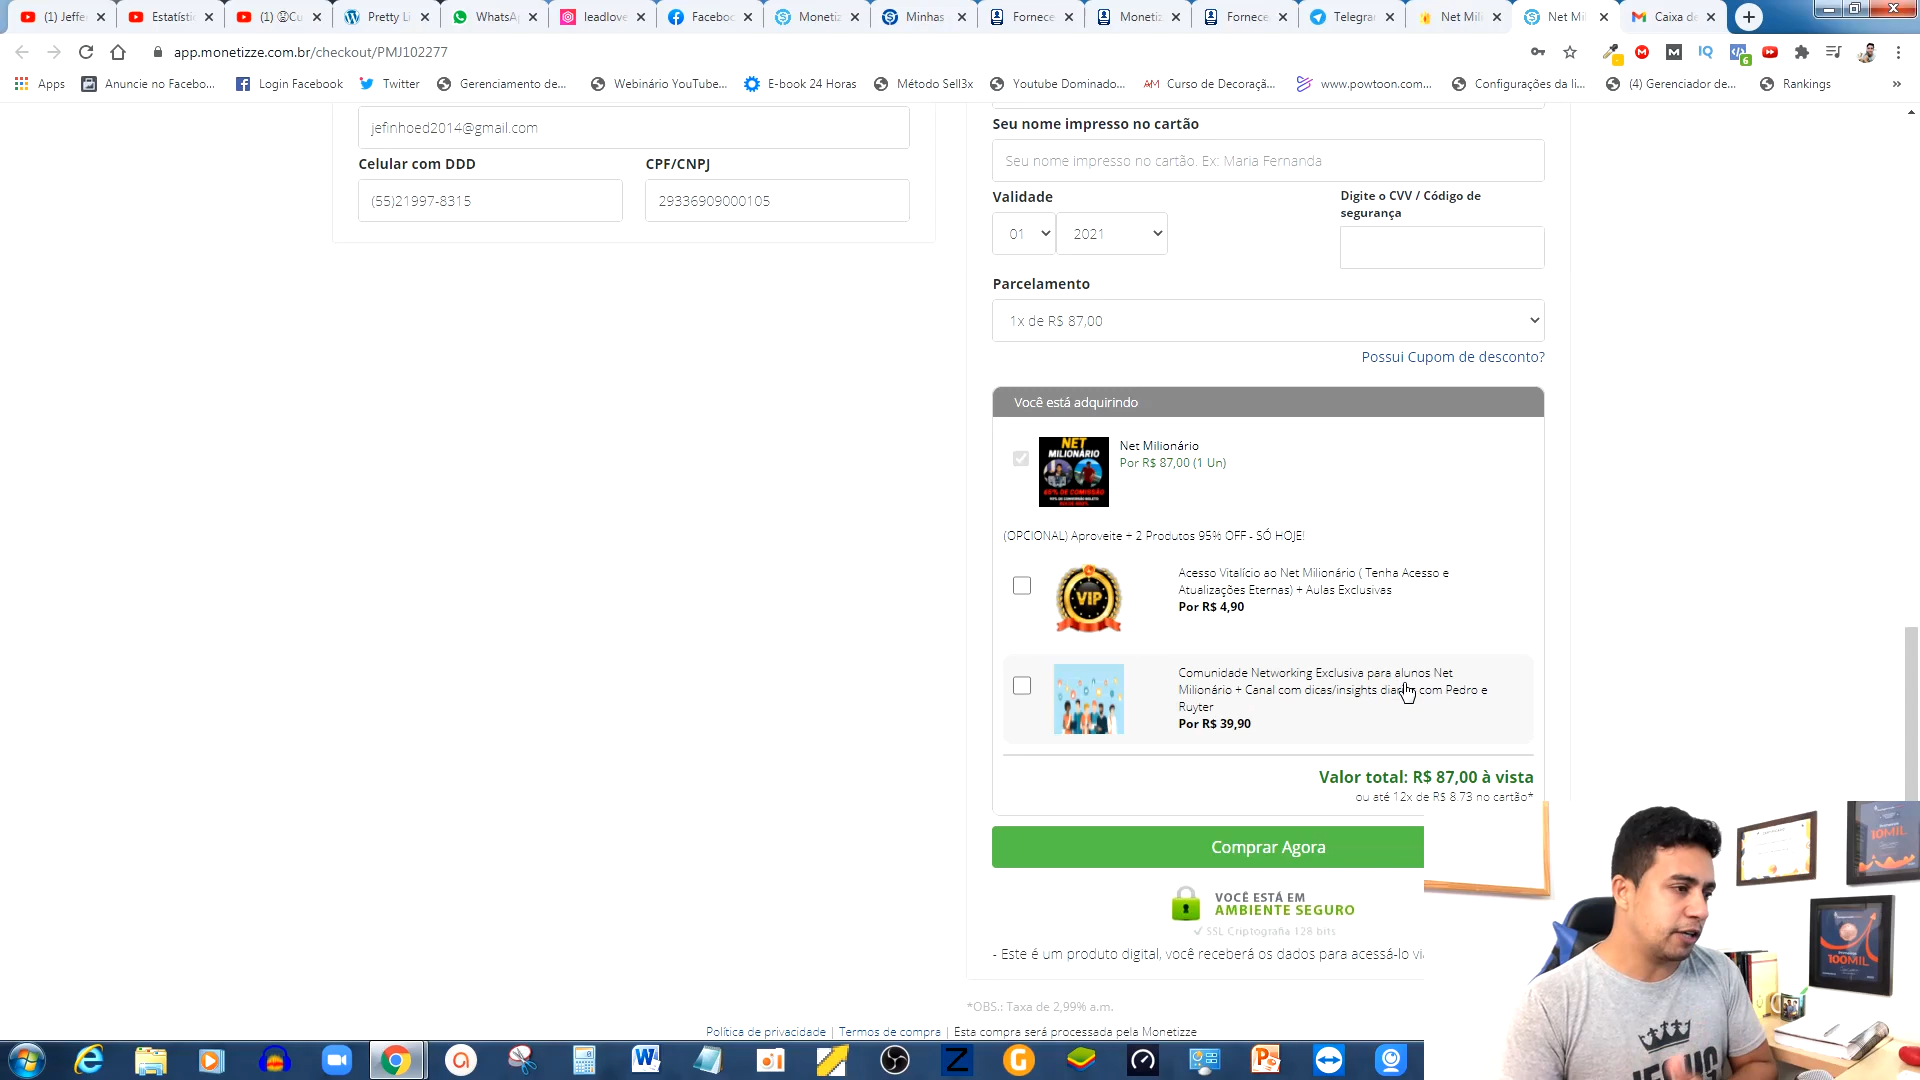 (1) Jeffe
Estatísti
(1) 😡Cu
Pretty Li
WhatsAp
leadlove
Faceboo
Monetiz
Minhas
Fornece
Monetiz
Fornece
Telegra
Net Mili
Net Mi
Caixa de
app.monetizze.com.br/checkout/PMJ102277
Apps
Anuncie no Facebo...
Login Facebook
Twitter
Gerenciamento de...
Webinário YouTube...
E-book 24 Horas
Método Sell3x
Youtube Dominado...
AM Curso de Decoraçã...
www.powtoon.com...
Configurações da li...
(4) Gerenciador de...
Rankings
»
jefinhoed2014@gmail.com
Celular com DDD
CPF/CNPJ
(55)21997-8315
29336909000105
Seu nome impresso no cartão
Seu nome impresso no cartão. Ex: Maria Fernanda
Validade
Digite o CVV / Código de
segurança
01
2021
Parcelamento
1x de R$ 87,00
Possui Cupom de desconto?
Você está adquirindo
NET
MILIONÁRIO
Net Milionário
Por R$ 87,00 (1 Un)
(OPCIONAL) Aproveite + 2 Produtos 95% OFF - SÓ HOJE!
VIP
Acesso Vitalício ao Net Milionário ( Tenha Acesso e
Atualizações Eternas) + Aulas Exclusivas
Por R$ 4,90
Comunidade Networking Exclusiva para alunos Net
Milionário + Canal com dicas/insights com Pedro e
Ruyter
Por R$ 39,90
Valor total: R$ 87,00 à vista
ou até 12x de R$ 8,73 no cartão*
Comprar Agora
VOCÊ ESTÁ EM
AMBIENTE SEGURO
✓ SSL Criptografia 128 bits
- Este é um produto digital, você receberá os dados para acessá-lo
*OBS.: Taxa de 2,99% a.m.
Política de privacidade | Termos de compra | Esta compra será processada pela Monetizze
10MIL
100MIL